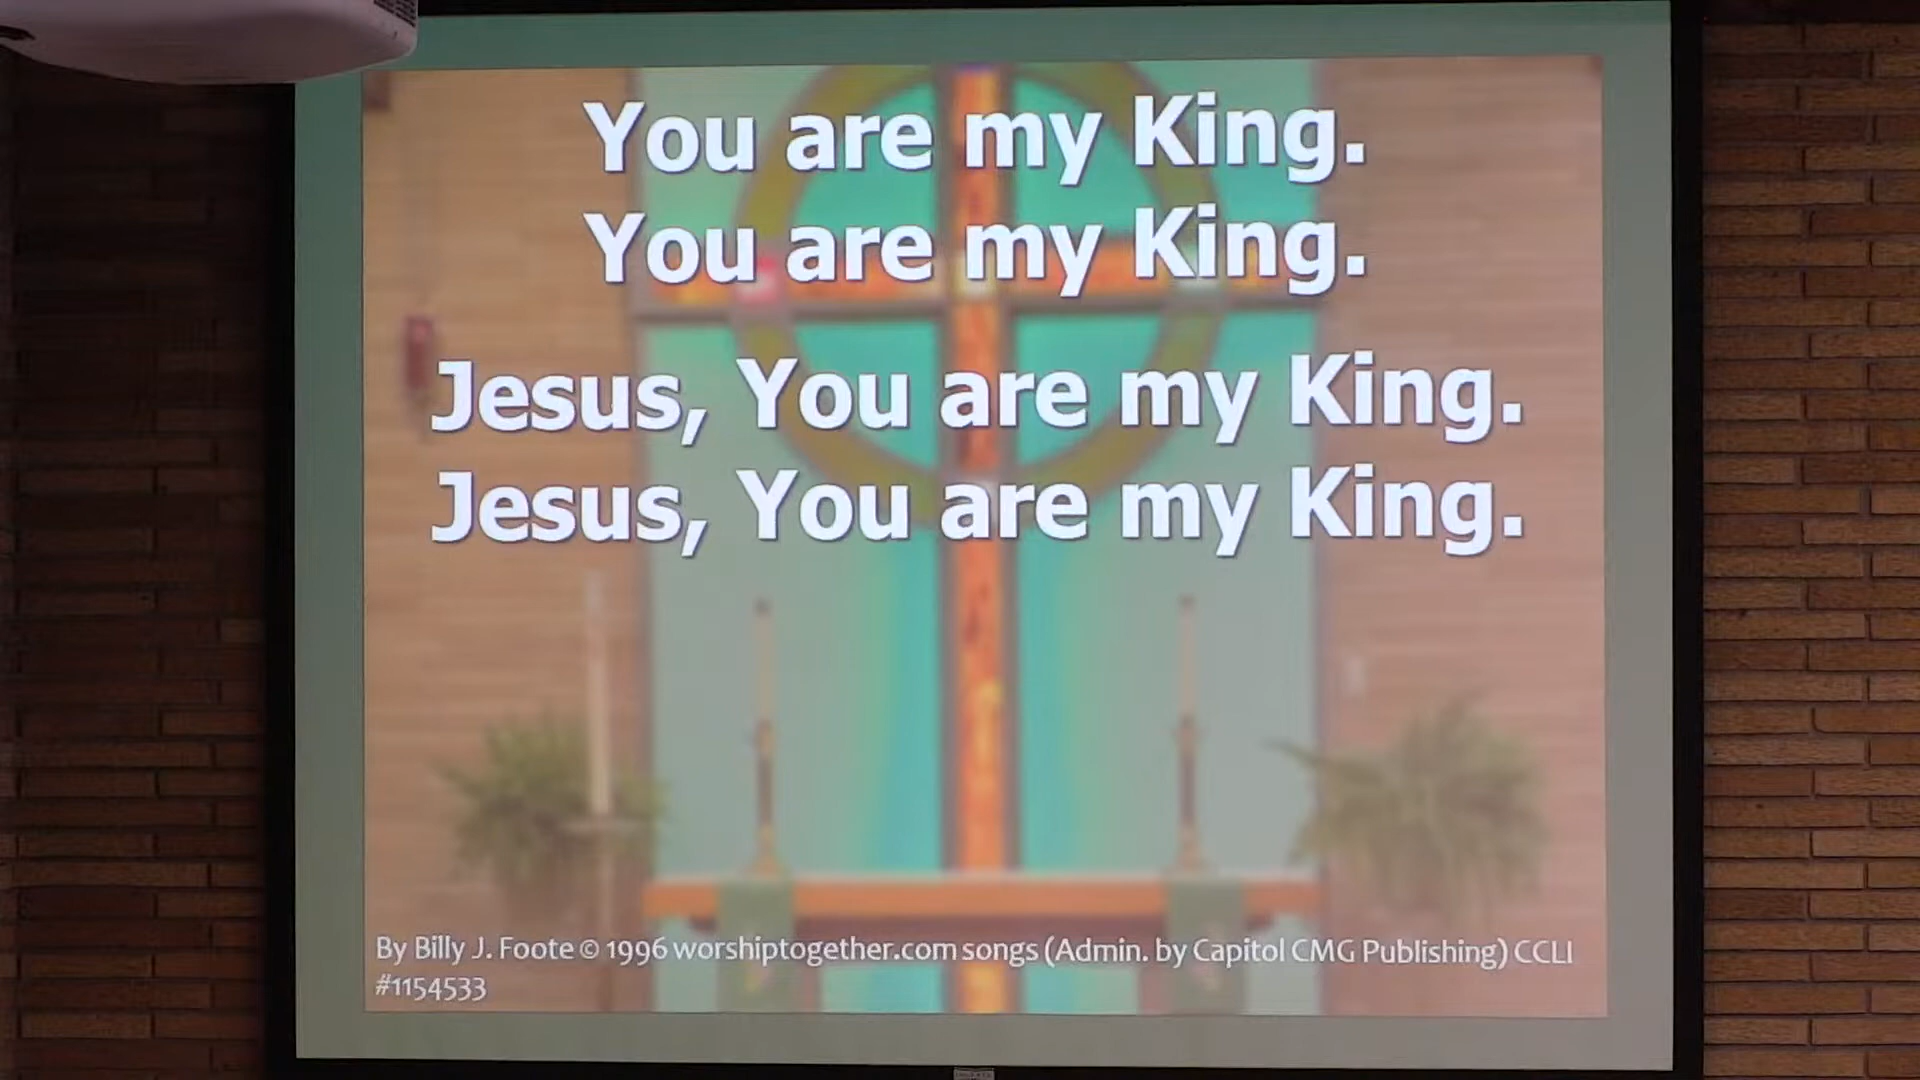 You are my King.
You are my King.
Jesus, You are my King.
Jesus, You are my King.
By Billy J. Foote © 1996 worshiptogether.com songs (Admin. by Capitol CMG Publishing) CCLI
#1154533